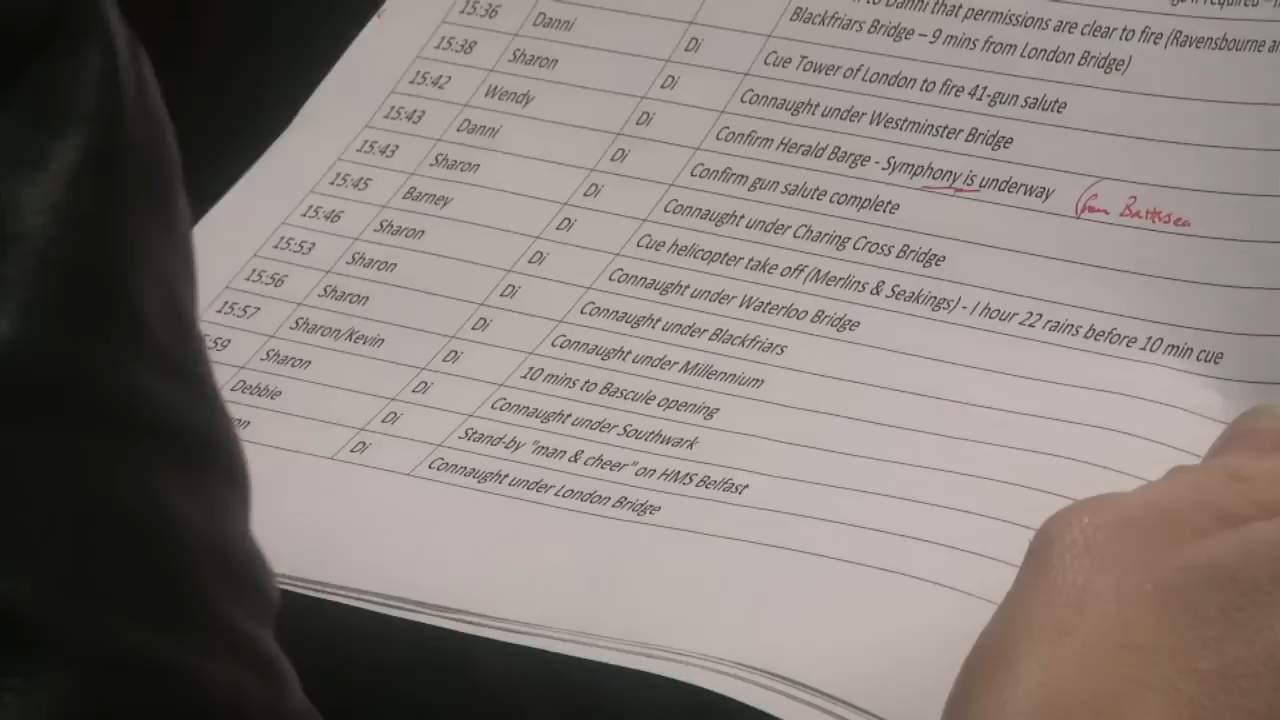 Danni that permissions are clear to fire (Ravensbourne
Blackfriars Bridge – 9 mins from London Bridge)
15:36 Danni Di Cue Tower of London to fire 41-gun salute
15:38 Sharon Di Connaught under Westminster Bridge
15:42 Wendy Di Confirm Herald Barge - Symphony is underway (from Battersea
15:43 Danni Di Confirm gun salute complete
15:43 Sharon Di Connaught under Charing Cross Bridge
15:45 Barney Di Cue helicopter take off (Merlins & Seakings) - I hour 22 rains before 10 min cue
15:46 Sharon Di Connaught under Waterloo Bridge
15:53 Sharon Di Connaught under Blackfriars
15:56 Sharon Di Connaught under Millennium
15:57 Sharon/Kevin Di 10 mins to Bascule opening
5:59 Sharon Di Connaught under Southwark
Debbie Di Stand-by "man & cheer" on HMS Belfast
Di Connaught under London Bridge